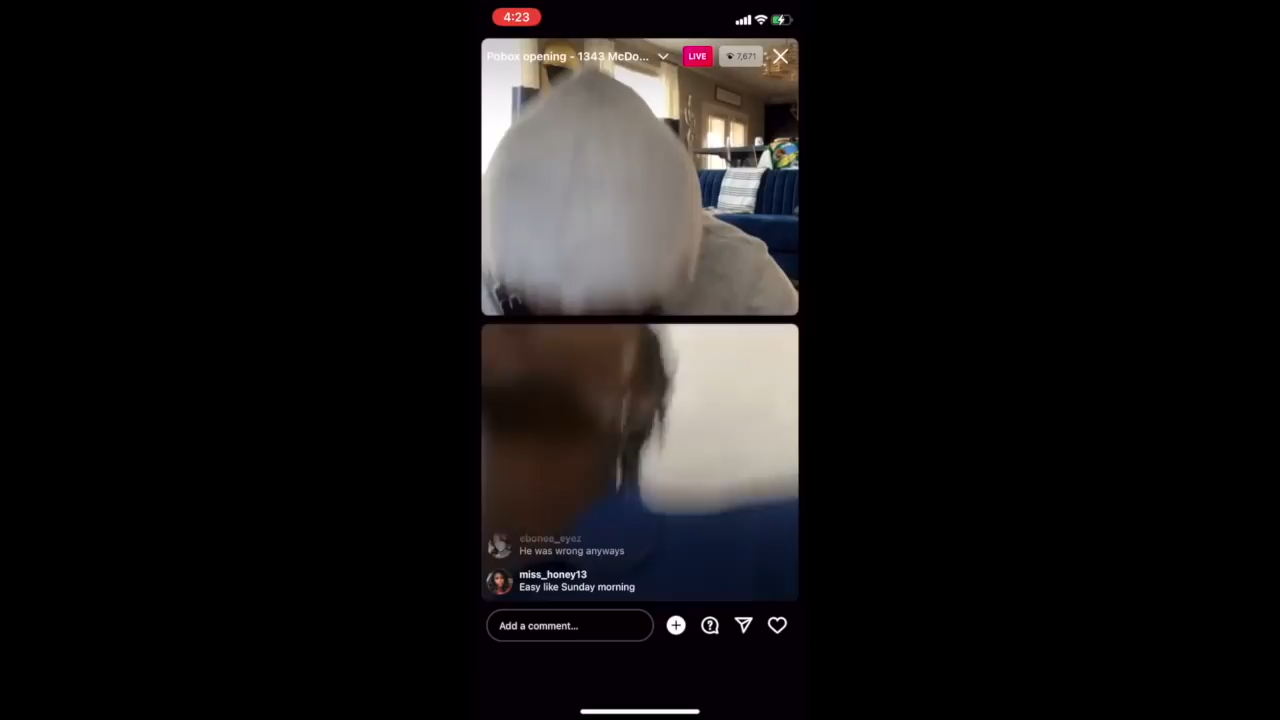 4:23
Pobox opening - 1343 McDo...
LIVE
7,671
ebonee_eyez
He was wrong anyways
miss_honey13
Easy like Sunday morning
Add a comment...